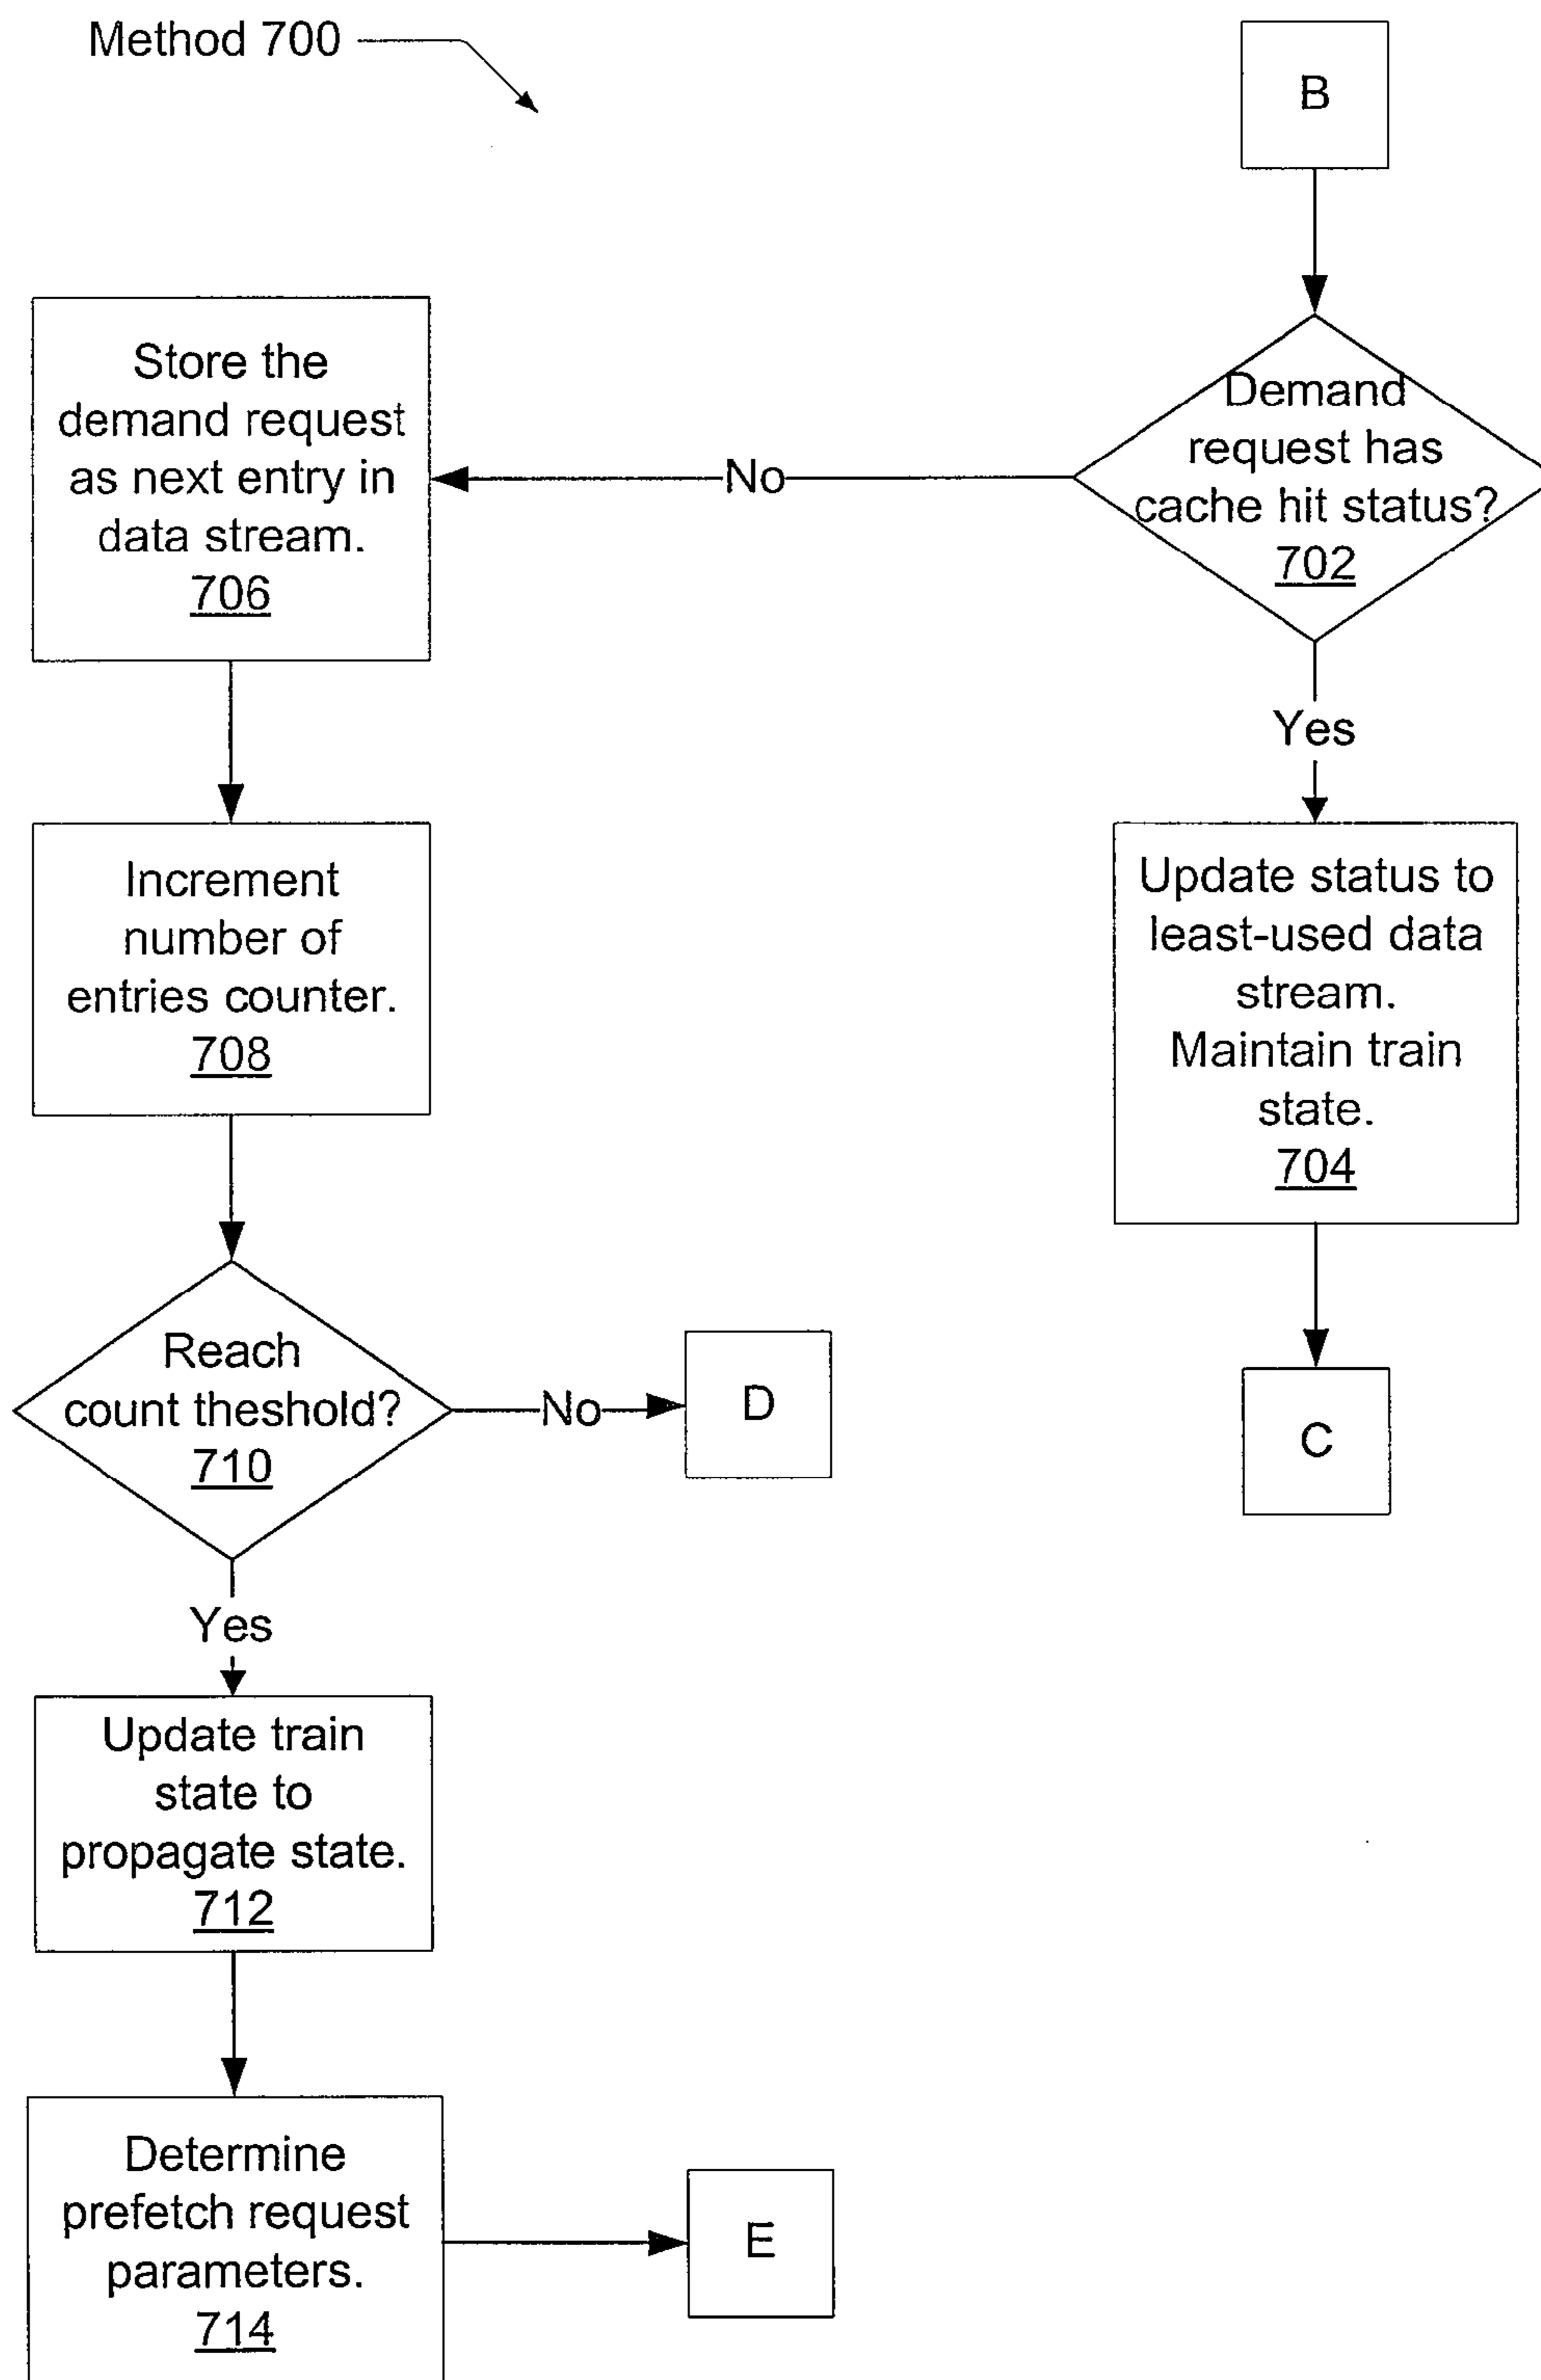 Method 700
B
Demand
request has
cache hit status?
702
No
Store the
demand request
as next entry in
data stream.
706
Yes
Update status to
least-used data
stream.
Maintain train
state.
704
C
Increment
number of
entries counter.
708
Reach
count theshold?
710
No
D
Yes
Update train
state to
propagate state.
712
Determine
prefetch request
parameters.
714
E